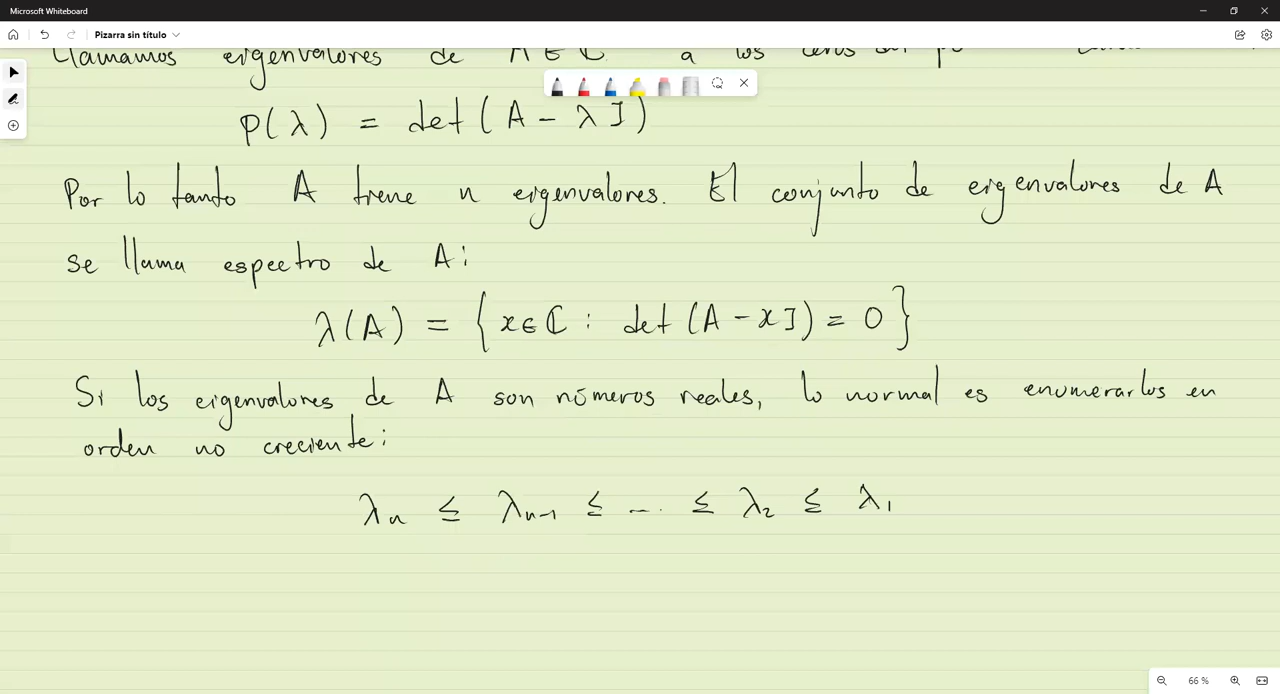 Microsoft Whiteboard
Pizarra sin título
Llamamos eigenvalores de A ∈ ℂ a los ceros
p(λ) = det(A - λI)
Por lo tanto A tiene n eigenvalores. El conjunto de eigenvalores de A
se llama espectro de A:
λ(A) = {x ∈ ℂ : det(A - xI) = 0}
Si los eigenvalores de A son números reales, lo normal es enumerarlos en
orden no creciente:
λn ≤ λn-1 ≤ ... ≤ λ2 ≤ λ1
66 %